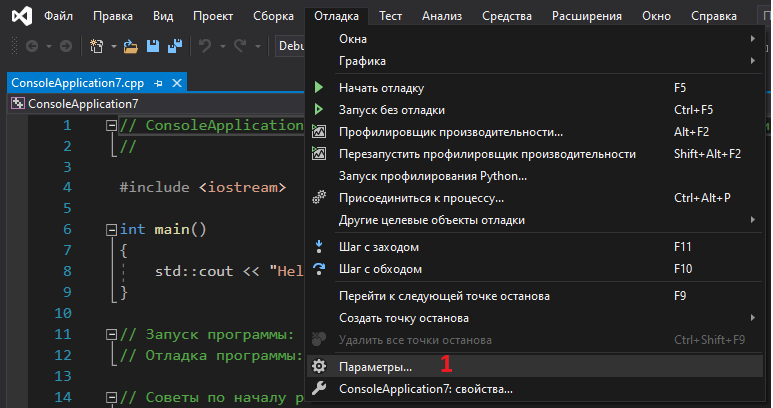 Файл Правка Вид Проект Сборка Отладка Тест Анализ Средства Расширения Окно Справка
Debu
Окна
Графика
Начать отладку F5
Запуск без отладки Ctrl+F5
Профилировщик производительности... Alt+F2
Перезапустить профилировщик производительности Shift+Alt+F2
Запуск профилирования Python...
Присоединиться к процессу... Ctrl+Alt+P
Другие целевые объекты отладки
Шаг с заходом F11
Шаг с обходом F10
Перейти к следующей точке останова F9
Создать точку останова
Удалить все точки останова Ctrl+Shift+F9
Параметры... 1
ConsoleApplication7: свойства...
ConsoleApplication7.cpp
ConsoleApplication7
1 // ConsoleApplication
2 //
3
4 #include <iostream>
5
6 int main()
7 {
8 std::cout << "Hel
9 }
10
11 // Запуск программы:
12 // Отладка программы:
13
14 // Советы по началу р